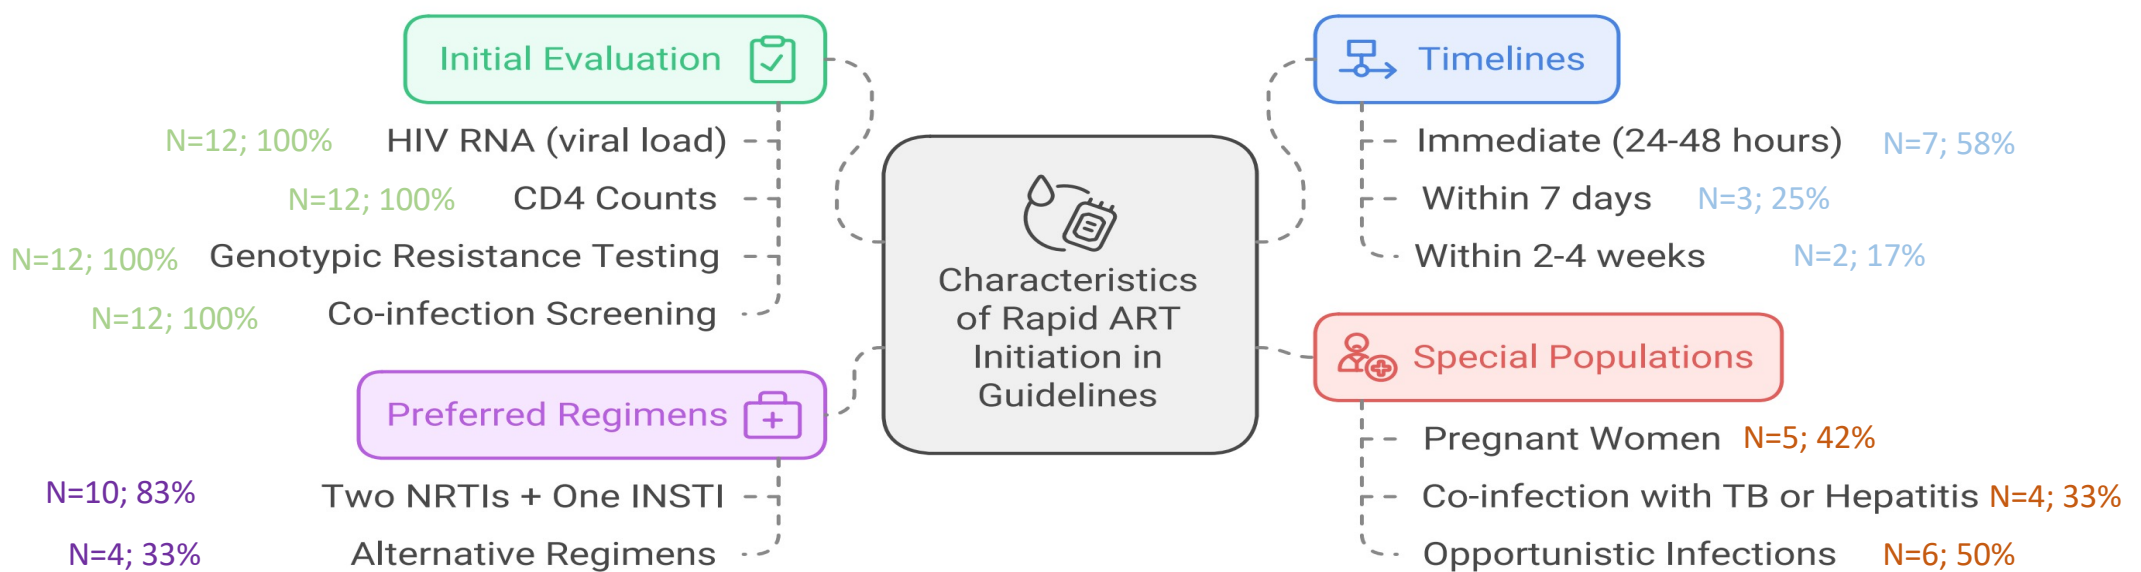 Initial Evaluation
N=12; 100% HIV RNA (viral load)
N=12; 100% CD4 Counts
N=12; 100% Genotypic Resistance Testing
N=12; 100% Co-infection Screening
Preferred Regimens
N=10; 83% Two NRTIs + One INSTI
N=4; 33% Alternative Regimens
Characteristics
of Rapid ART
Initiation in
Guidelines
Timelines
Immediate (24-48 hours) N=7; 58%
Within 7 days N=3; 25%
Within 2-4 weeks N=2; 17%
Special Populations
Pregnant Women N=5; 42%
Co-infection with TB or Hepatitis N=4; 33%
Opportunistic Infections N=6; 50%